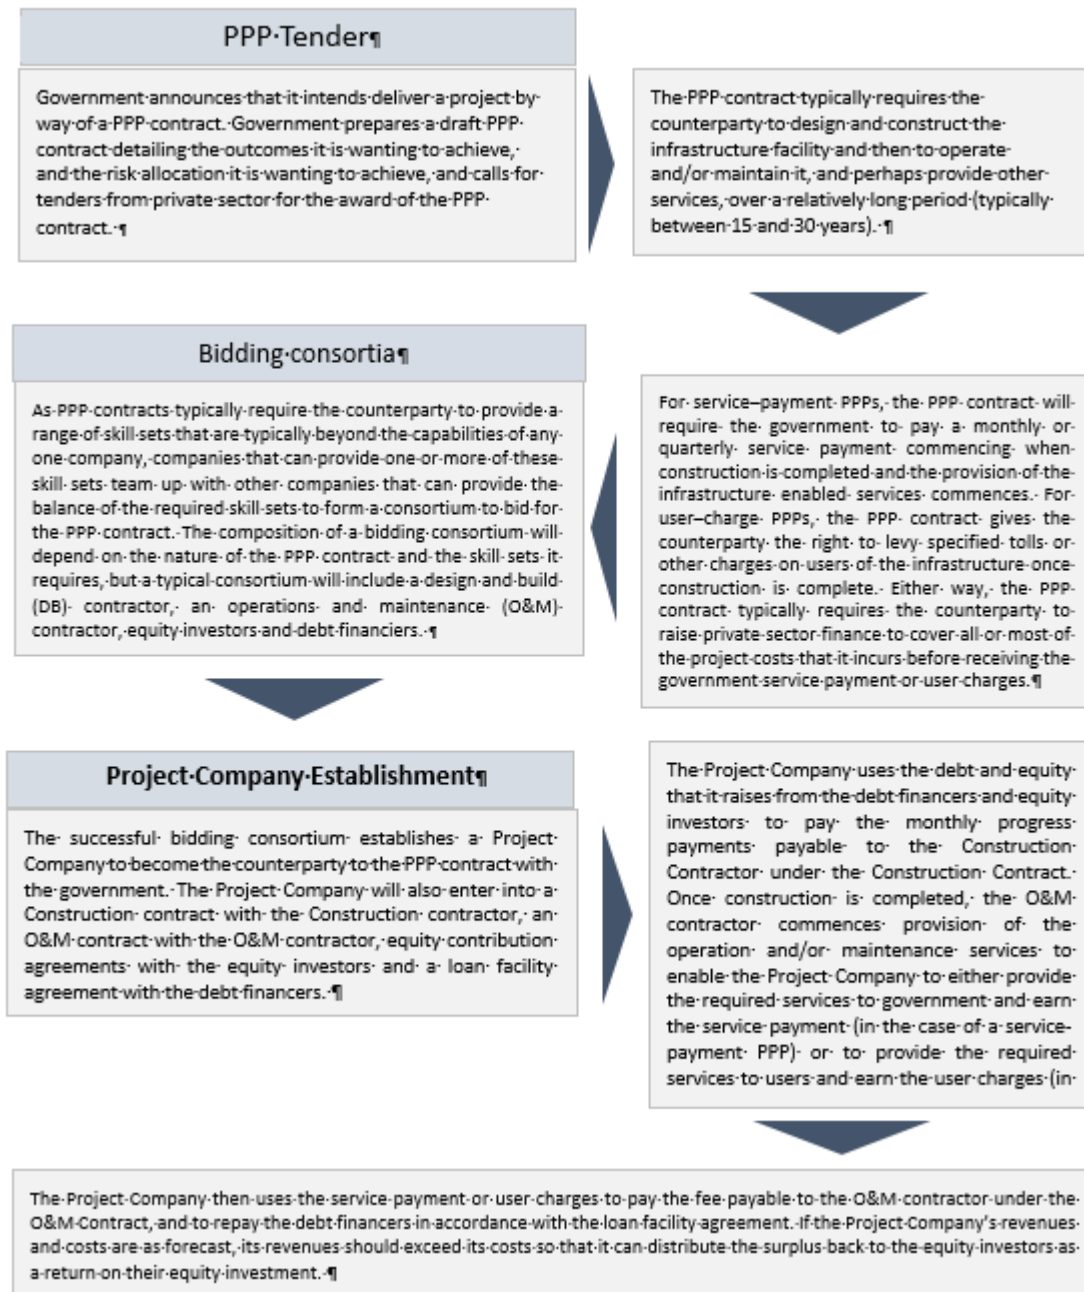 PPP·Tender¶
Government·announces·that·it·intends·deliver·a·project·by·
way·of·a·PPP·contract.·Government·prepares·a·draft·PPP·
contract·detailing·the·outcomes·it·is·wanting·to·achieve,·
and·the·risk·allocation·it·is·wanting·to·achieve,·and·calls·for·
tenders·from·private·sector·for·the·award·of·the·PPP·
contract.·¶
The·PPP·contract·typically·requires·the·
counterparty·to·design·and·construct·the·
infrastructure·facility·and·then·to·operate·
and/or·maintain·it,·and·perhaps·provide·other·
services,·over·a·relatively·long·period·(typically·
between·15·and·30·years).·¶
For·service–payment·PPPs,·the·PPP·contract·will·
require·the·government·to·pay·a·monthly·or·
quarterly·service·payment·commencing·when·
construction·is·completed·and·the·provision·of·the·
infrastructure·enabled·services·commences.·For·
user–charge·PPPs,·the·PPP·contract·gives·the·
counterparty·the·right·to·levy·specified·tolls·or·
other·charges·on·users·of·the·infrastructure·once·
construction·is·complete.·Either·way,·the·PPP·
contract·typically·requires·the·counterparty·to·
raise·private·sector·finance·to·cover·all·or·most·of·
the·project·costs·that·it·incurs·before·receiving·the·
government·service·payment·or·user·charges.¶
Bidding·consortia¶
As·PPP·contracts·typically·require·the·counterparty·to·provide·a·
range·of·skill·sets·that·are·typically·beyond·the·capabilities·of·any·
one·company,·companies·that·can·provide·one·or·more·of·these·
skill·sets·team·up·with·other·companies·that·can·provide·the·
balance·of·the·required·skill·sets·to·form·a·consortium·to·bid·for·
the·PPP·contract.·The·composition·of·a·bidding·consortium·will·
depend·on·the·nature·of·the·PPP·contract·and·the·skill·sets·it·
requires,·but·a·typical·consortium·will·include·a·design·and·build·
(DB)·contractor,·an·operations·and·maintenance·(O&M)·
contractor,·equity·investors·and·debt·financiers.·¶
Project·Company·Establishment¶
The·successful·bidding·consortium·establishes·a·Project·
Company·to·become·the·counterparty·to·the·PPP·contract·with·
the·government.·The·Project·Company·will·also·enter·into·a·
Construction·contract·with·the·Construction·contractor,·an·
O&M·contract·with·the·O&M·contractor,·equity·contribution·
agreements·with·the·equity·investors·and·a·loan·facility·
agreement·with·the·debt·financers.·¶
The·Project·Company·uses·the·debt·and·equity·
that·it·raises·from·the·debt·financers·and·equity·
investors·to·pay·the·monthly·progress·
payments·payable·to·the·Construction·
Contractor·under·the·Construction·Contract.·
Once·construction·is·completed,·the·O&M·
contractor·commences·provision·of·the·
operation·and/or·maintenance·services·to·
enable·the·Project·Company·to·either·provide·
the·required·services·to·government·and·earn·
the·service·payment·(in·the·case·of·a·service-
payment·PPP)·or·to·provide·the·required·
services·to·users·and·earn·the·user·charges·(in·
The·Project·Company·then·uses·the·service·payment·or·user·charges·to·pay·the·fee·payable·to·the·O&M·contractor·under·the·
O&M·Contract,·and·to·repay·the·debt·financers·in·accordance·with·the·loan·facility·agreement.·If·the·Project·Company's·revenues·
and·costs·are·as·forecast,·its·revenues·should·exceed·its·costs·so·that·it·can·distribute·the·surplus·back·to·the·equity·investors·as·
a·return·on·their·equity·investment.·¶